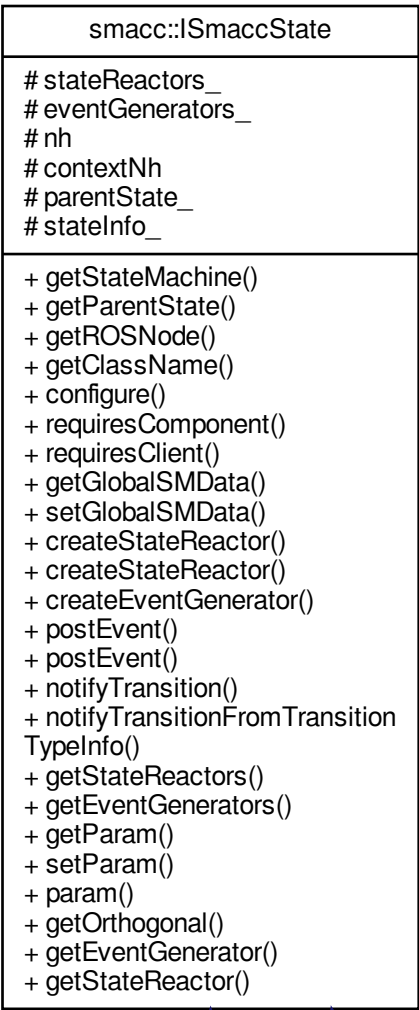 smacc::ISmaccState
# stateReactors_
# eventGenerators_
# nh
# contextNh
# parentState_
# stateInfo_
+ getStateMachine()
+ getParentState()
+ getROSNode()
+ getClassName()
+ configure()
+ requiresComponent()
+ requiresClient()
+ getGlobalSMData()
+ setGlobalSMData()
+ createStateReactor()
+ createStateReactor()
+ createEventGenerator()
+ postEvent()
+ postEvent()
+ notifyTransition()
+ notifyTransitionFromTransition
TypeInfo()
+ getStateReactors()
+ getEventGenerators()
+ getParam()
+ setParam()
+ param()
+ getOrthogonal()
+ getEventGenerator()
+ getStateReactor()